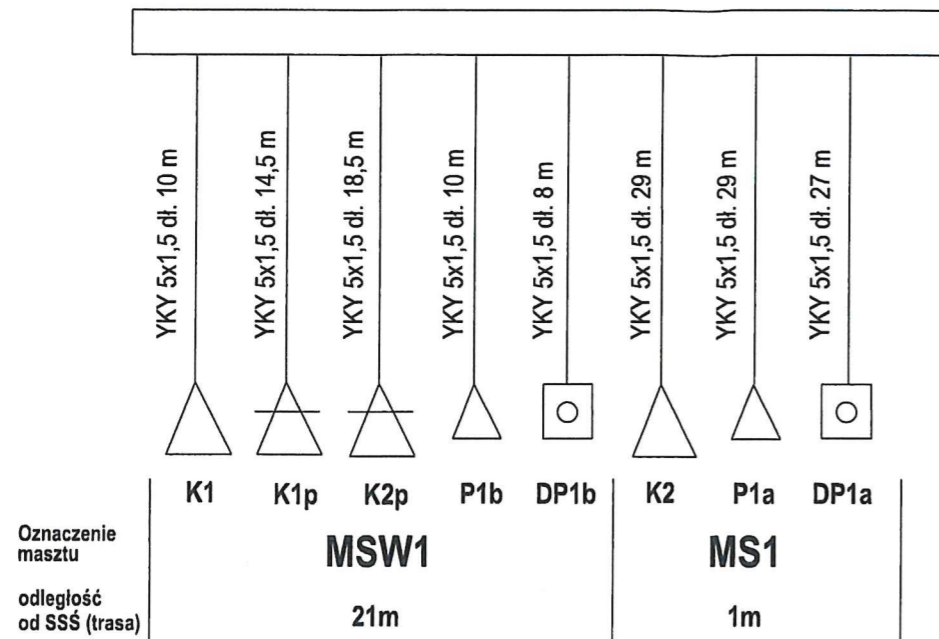 YKY 5x1,5 dł. 10 m
YKY 5x1,5 dł. 14,5 m
YKY 5x1,5 dł. 18,5 m
YKY 5x1,5 dł. 10 m
YKY 5x1,5 dł. 8 m
YKY 5x1,5 dł. 29 m
YKY 5x1,5 dł. 29 m
YKY 5x1,5 dł. 27 m
K1 K1p K2p P1b DP1b K2 P1a DP1a
Oznaczenie
masztu
MSW1 MS1
odległość
od SSŚ (trasa)
21m 1m